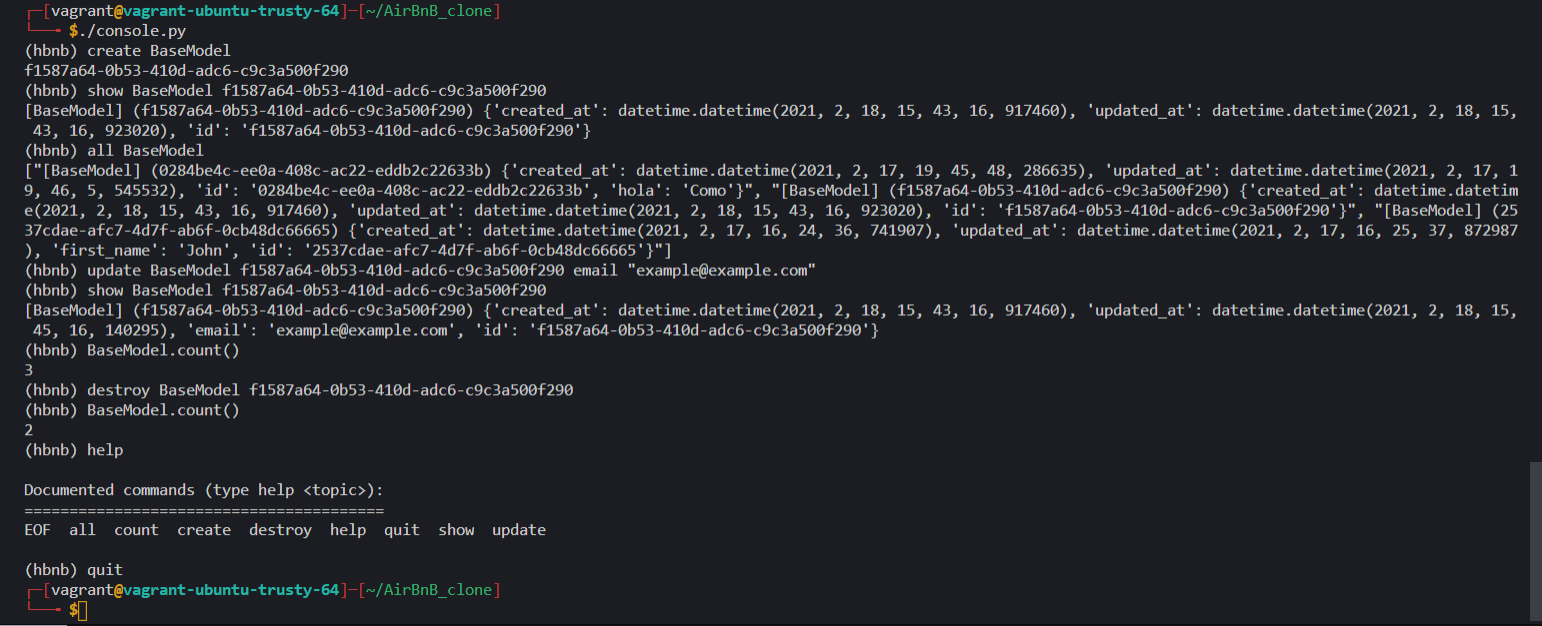 ┌─[vagrant@vagrant-ubuntu-trusty-64]─[~/AirBnB_clone]
└──╼ $./console.py
(hbnb) create BaseModel
f1587a64-0b53-410d-adc6-c9c3a500f290
(hbnb) show BaseModel f1587a64-0b53-410d-adc6-c9c3a500f290
[BaseModel] (f1587a64-0b53-410d-adc6-c9c3a500f290) {'created_at': datetime.datetime(2021, 2, 18, 15, 43, 16, 917460), 'updated_at': datetime.datetime(2021, 2, 18, 15,
 43, 16, 923020), 'id': 'f1587a64-0b53-410d-adc6-c9c3a500f290'}
(hbnb) all BaseModel
["[BaseModel] (0284be4c-ee0a-408c-ac22-eddb2c22633b) {'created_at': datetime.datetime(2021, 2, 17, 19, 45, 48, 286635), 'updated_at': datetime.datetime(2021, 2, 17, 1
9, 46, 5, 545532), 'id': '0284be4c-ee0a-408c-ac22-eddb2c22633b', 'hola': 'Como'}", "[BaseModel] (f1587a64-0b53-410d-adc6-c9c3a500f290) {'created_at': datetime.datetim
e(2021, 2, 18, 15, 43, 16, 917460), 'updated_at': datetime.datetime(2021, 2, 18, 15, 43, 16, 923020), 'id': 'f1587a64-0b53-410d-adc6-c9c3a500f290'}", "[BaseModel] (25
37cdae-afc7-4d7f-ab6f-0cb48dc66665) {'created_at': datetime.datetime(2021, 2, 17, 16, 24, 36, 741907), 'updated_at': datetime.datetime(2021, 2, 17, 16, 25, 37, 872987
), 'first_name': 'John', 'id': '2537cdae-afc7-4d7f-ab6f-0cb48dc66665'}"]
(hbnb) update BaseModel f1587a64-0b53-410d-adc6-c9c3a500f290 email "example@example.com"
(hbnb) show BaseModel f1587a64-0b53-410d-adc6-c9c3a500f290
[BaseModel] (f1587a64-0b53-410d-adc6-c9c3a500f290) {'created_at': datetime.datetime(2021, 2, 18, 15, 43, 16, 917460), 'updated_at': datetime.datetime(2021, 2, 18, 15,
 45, 16, 140295), 'email': 'example@example.com', 'id': 'f1587a64-0b53-410d-adc6-c9c3a500f290'}
(hbnb) BaseModel.count()
3
(hbnb) destroy BaseModel f1587a64-0b53-410d-adc6-c9c3a500f290
(hbnb) BaseModel.count()
2
(hbnb) help
Documented commands (type help <topic>):
========================================
EOF  all  count  create  destroy  help  quit  show  update
(hbnb) quit
┌─[vagrant@vagrant-ubuntu-trusty-64]─[~/AirBnB_clone]
└──╼ $